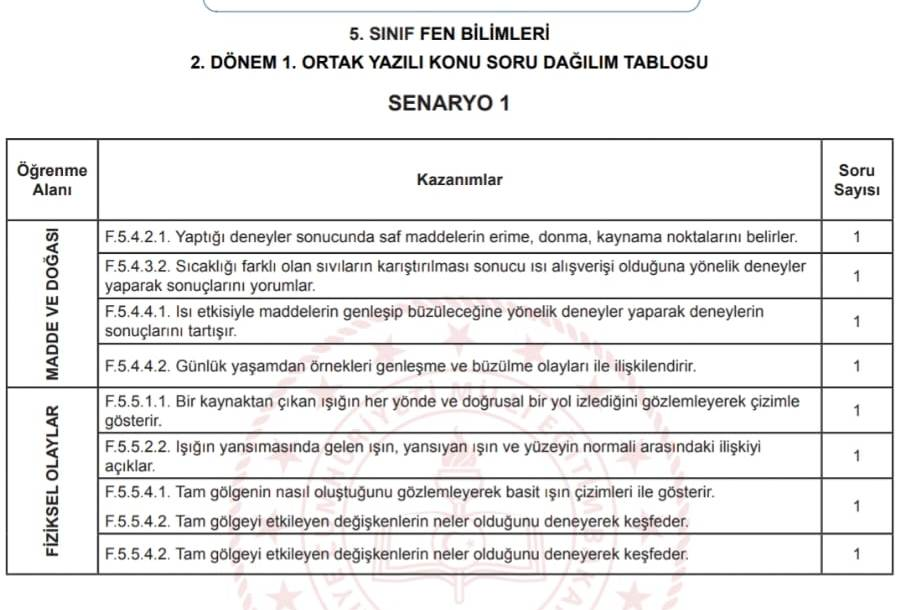 5. SINIF FEN BİLİMLERİ
2. DÖNEM 1. ORTAK YAZILI KONU SORU DAĞILIM TABLOSU
SENARYO 1
Öğrenme
Alanı
Kazanımlar
Soru
Sayısı
MADDE VE DOĞASI
F.5.4.2.1. Yaptığı deneyler sonucunda saf maddelerin erime, donma, kaynama noktalarını belirler.
1
F.5.4.3.2. Sıcaklığı farklı olan sıvıların karıştırılması sonucu ısı alışverişi olduğuna yönelik deneyler
yaparak sonuçlarını yorumlar.
1
F.5.4.4.1. Isı etkisiyle maddelerin genleşip büzüleceğine yönelik deneyler yaparak deneylerin
sonuçlarını tartışır.
1
F.5.4.4.2. Günlük yaşamdan örnekleri genleşme ve büzülme olayları ile ilişkilendirir.
1
FİZİKSEL OLAYLAR
F.5.5.1.1. Bir kaynaktan çıkan ışığın her yönde ve doğrusal bir yol izlediğini gözlemleyerek çizimle
gösterir.
1
F.5.5.2.2. Işığın yansımasında gelen ışın, yansıyan ışın ve yüzeyin normali arasındaki ilişkiyi
açıklar.
1
F.5.5.4.1. Tam gölgenin nasıl oluştuğunu gözlemleyerek basit ışın çizimleri ile gösterir.
F.5.5.4.2. Tam gölgeyi etkileyen değişkenlerin neler olduğunu deneyerek keşfeder.
1
F.5.5.4.2. Tam gölgeyi etkileyen değişkenlerin neler olduğunu deneyerek keşfeder.
1